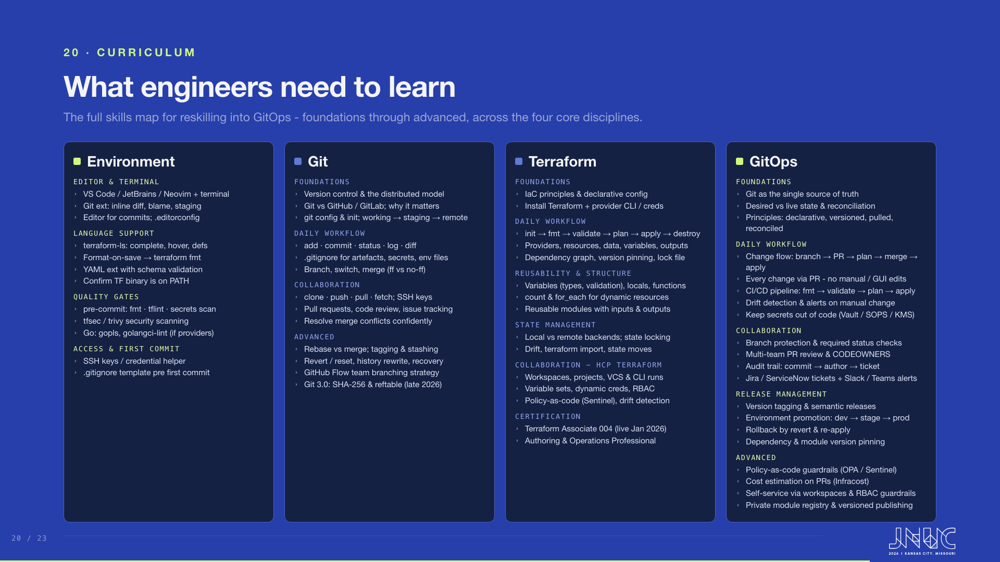 20 · CURRICULUM
What engineers need to learn
The full skills map for reskilling into GitOps - foundations through advanced, across the four core disciplines.
Environment
EDITOR & TERMINAL
› VS Code / JetBrains / Neovim + terminal
› Git ext: inline diff, blame, staging
› Editor for commits; .editorconfig
LANGUAGE SUPPORT
› terraform-ls: complete, hover, defs
› Format-on-save → terraform fmt
› YAML ext with schema validation
› Confirm TF binary is on PATH
QUALITY GATES
› pre-commit: fmt · tflint · secrets scan
› tfsec / trivy security scanning
› Go: gopls, golangci-lint (if providers)
ACCESS & FIRST COMMIT
› SSH keys / credential helper
› .gitignore template pre first commit
Git
FOUNDATIONS
› Version control & the distributed model
› Git vs GitHub / GitLab; why it matters
› git config & init; working → staging → remote
DAILY WORKFLOW
› add · commit · status · log · diff
› .gitignore for artefacts, secrets, env files
› Branch, switch, merge (ff vs no-ff)
COLLABORATION
› clone · push · pull · fetch; SSH keys
› Pull requests, code review, issue tracking
› Resolve merge conflicts confidently
ADVANCED
› Rebase vs merge; tagging & stashing
› Revert / reset, history rewrite, recovery
› GitHub Flow team branching strategy
› Git 3.0: SHA-256 & reftable (late 2026)
Terraform
FOUNDATIONS
› IaC principles & declarative config
› Install Terraform + provider CLI / creds
DAILY WORKFLOW
› init → fmt → validate → plan → apply → destroy
› Providers, resources, data, variables, outputs
› Dependency graph, version pinning, lock file
REUSABILITY & STRUCTURE
› Variables (types, validation), locals, functions
› count & for_each for dynamic resources
› Reusable modules with inputs & outputs
STATE MANAGEMENT
› Local vs remote backends; state locking
› Drift, terraform import, state moves
COLLABORATION – HCP TERRAFORM
› Workspaces, projects, VCS & CLI runs
› Variable sets, dynamic creds, RBAC
› Policy-as-code (Sentinel), drift detection
CERTIFICATION
› Terraform Associate 004 (live Jan 2026)
› Authoring & Operations Professional
GitOps
FOUNDATIONS
› Git as the single source of truth
› Desired vs live state & reconciliation
› Principles: declarative, versioned, pulled,
reconciled
DAILY WORKFLOW
› Change flow: branch → PR → plan → merge →
apply
› Every change via PR - no manual / GUI edits
› CI/CD pipeline: fmt → validate → plan → apply
› Drift detection & alerts on manual change
› Keep secrets out of code (Vault / SOPS / KMS)
COLLABORATION
› Branch protection & required status checks
› Multi-team PR review & CODEOWNERS
› Audit trail: commit → author → ticket
› Jira / ServiceNow tickets + Slack / Teams alerts
RELEASE MANAGEMENT
› Version tagging & semantic releases
› Environment promotion: dev → stage → prod
› Rollback by revert & re-apply
› Dependency & module version pinning
ADVANCED
› Policy-as-code guardrails (OPA / Sentinel)
› Cost estimation on PRs (Infracost)
› Self-service via workspaces & RBAC guardrails
› Private module registry & versioned publishing
20 / 23
JNUC
2026 | KANSAS CITY, MISSOURI